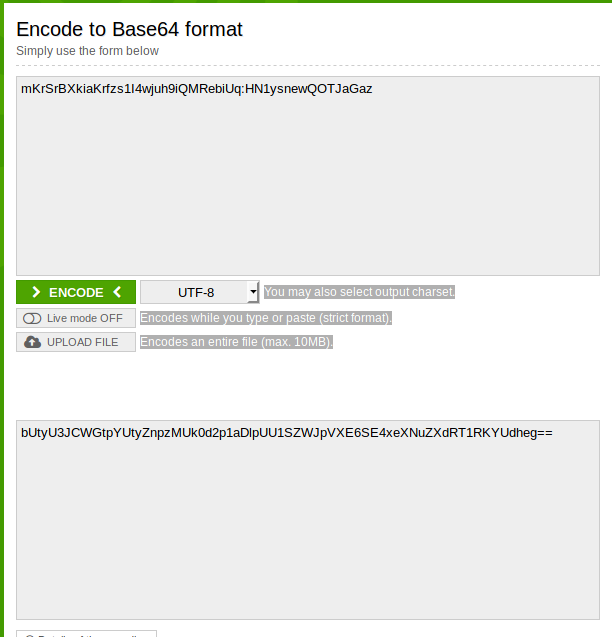 Encode to Base64 format
Simply use the form below
mKrSrBXkiaKrfzs1I4wjuh9iQMRebiUq:HN1ysnewQOTJaGaz
ENCODE
UTF-8
You may also select output charset.
Live mode OFF
Encodes while you type or paste (strict format).
UPLOAD FILE
Encodes an entire file (max. 10MB).
bUtyU3JCWGtpYUtyZnpzMUk0d2p1aDlpUU1SZWJpVXE6SE4xeXNuZXdRT1RKYUdheg==